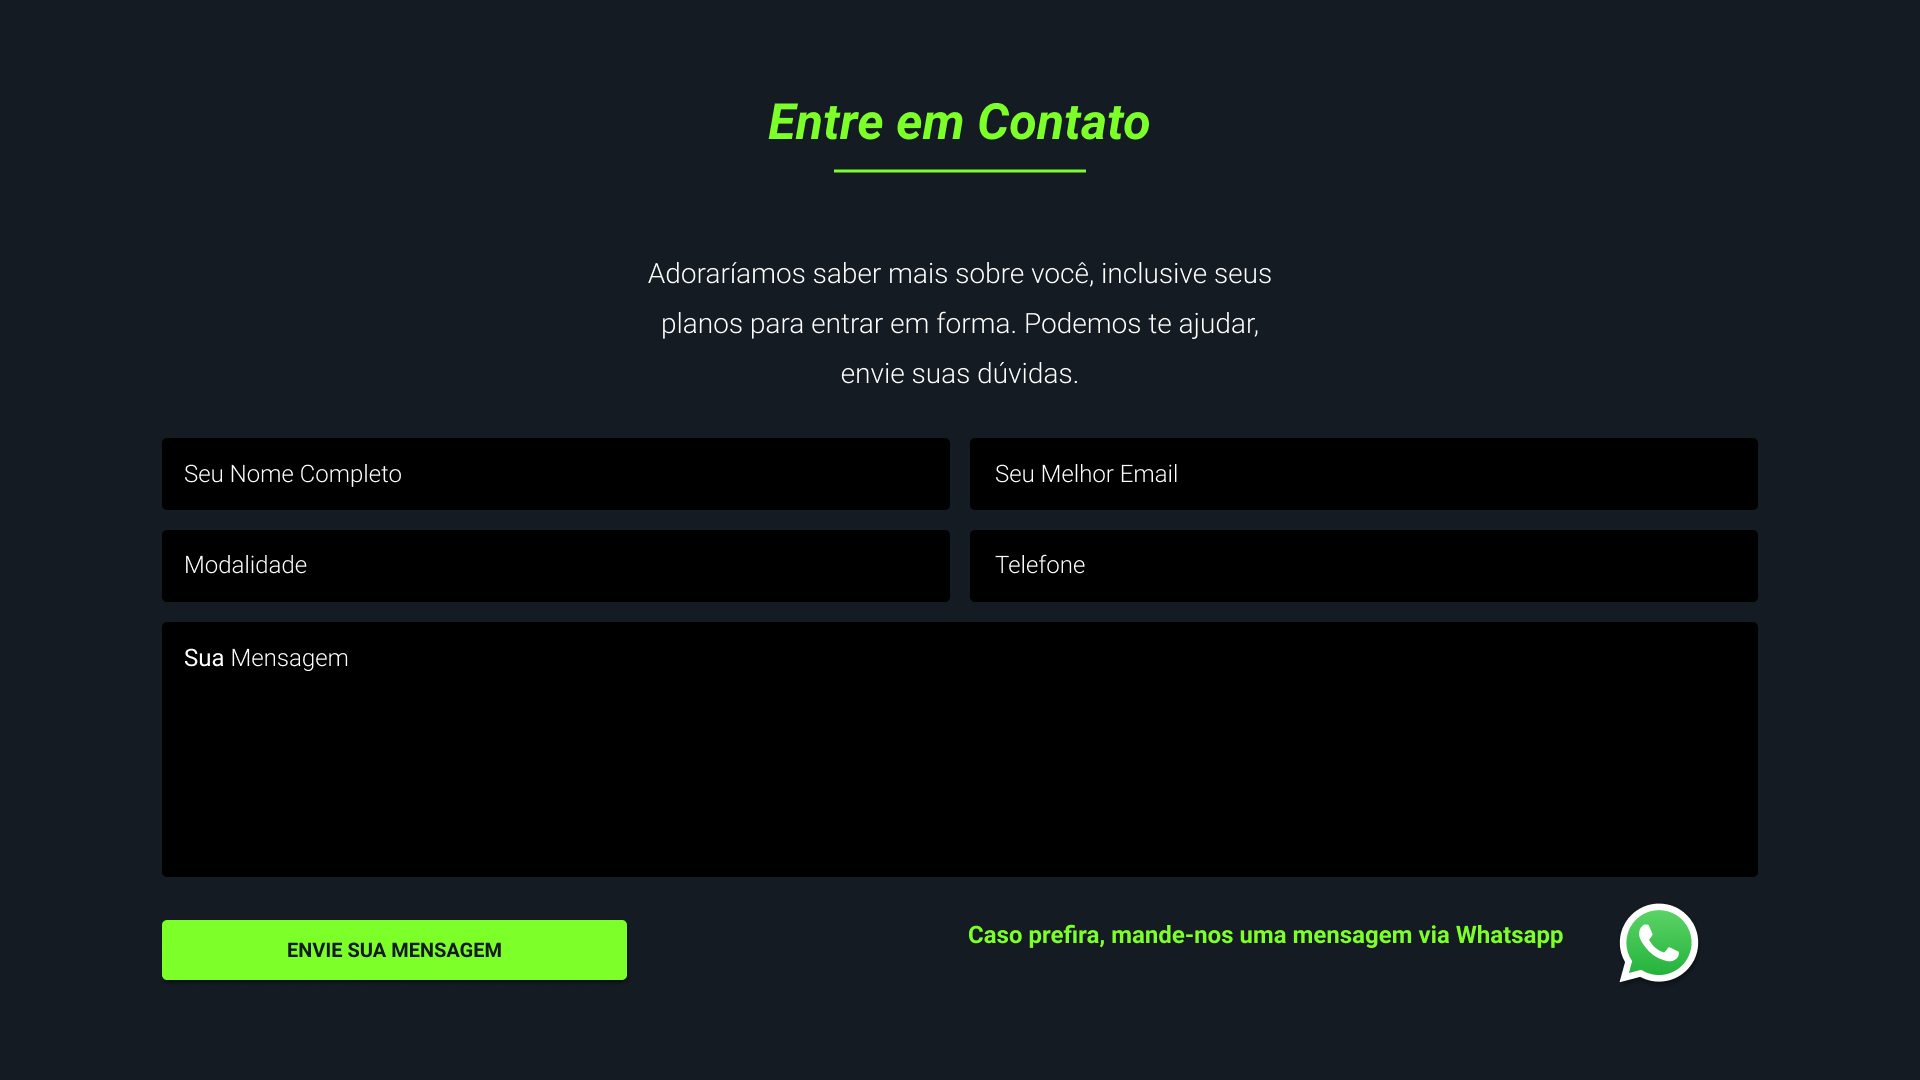 Entre em Contato
Adoraríamos saber mais sobre você, inclusive seus
planos para entrar em forma. Podemos te ajudar,
envie suas dúvidas.
Seu Nome Completo
Seu Melhor Email
Modalidade
Telefone
Sua Mensagem
ENVIE SUA MENSAGEM
Caso prefira, mande-nos uma mensagem via Whatsapp